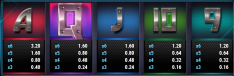 A Q J 10 9
x6 3.20 x6 1.60 x6 1.60 x6 1.28 x6 1.28
x5 1.60 x5 0.80 x5 0.80 x5 0.64 x5 0.64
x4 0.80 x4 0.40 x4 0.40 x4 0.32 x4 0.32
x3 0.48 x3 0.24 x3 0.24 x3 0.16 x3 0.16